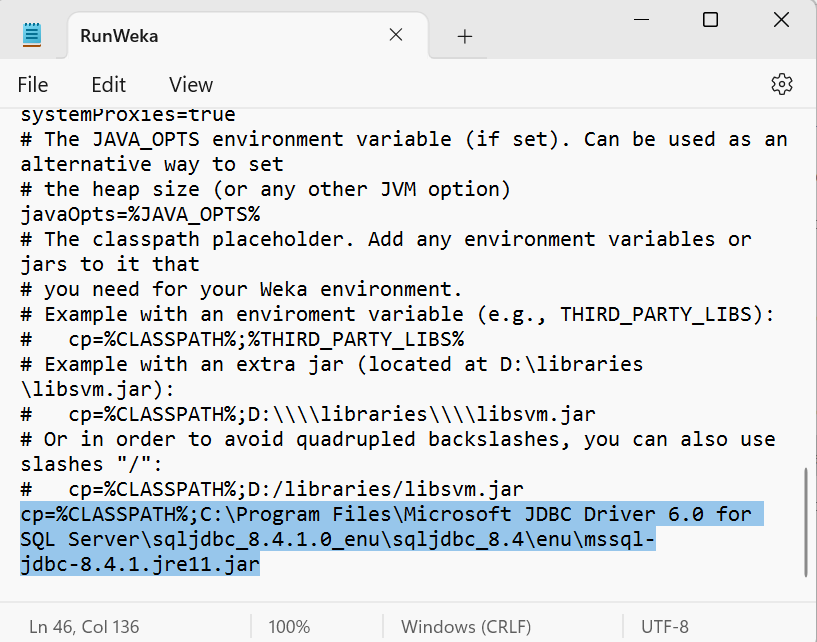 RunWeka
File
Edit
View
systemProxies=true
# The JAVA_OPTS environment variable (if set). Can be used as an
alternative way to set
# the heap size (or any other JVM option)
javaOpts=%JAVA_OPTS%
# The classpath placeholder. Add any environment variables or
jars to it that
# you need for your Weka environment.
# Example with an enviroment variable (e.g., THIRD_PARTY_LIBS):
#   cp=%CLASSPATH%;%THIRD_PARTY_LIBS%
# Example with an extra jar (located at D:\libraries
\libsvm.jar):
#   cp=%CLASSPATH%;D:\\\\libraries\\\\libsvm.jar
# Or in order to avoid quadrupled backslashes, you can also use
slashes "/":
#   cp=%CLASSPATH%;D:/libraries/libsvm.jar
cp=%CLASSPATH%;C:\Program Files\Microsoft JDBC Driver 6.0 for
SQL Server\sqljdbc_8.4.1.0_enu\sqljdbc_8.4\enu\mssql-
jdbc-8.4.1.jre11.jar
Ln 46, Col 136
100%
Windows (CRLF)
UTF-8